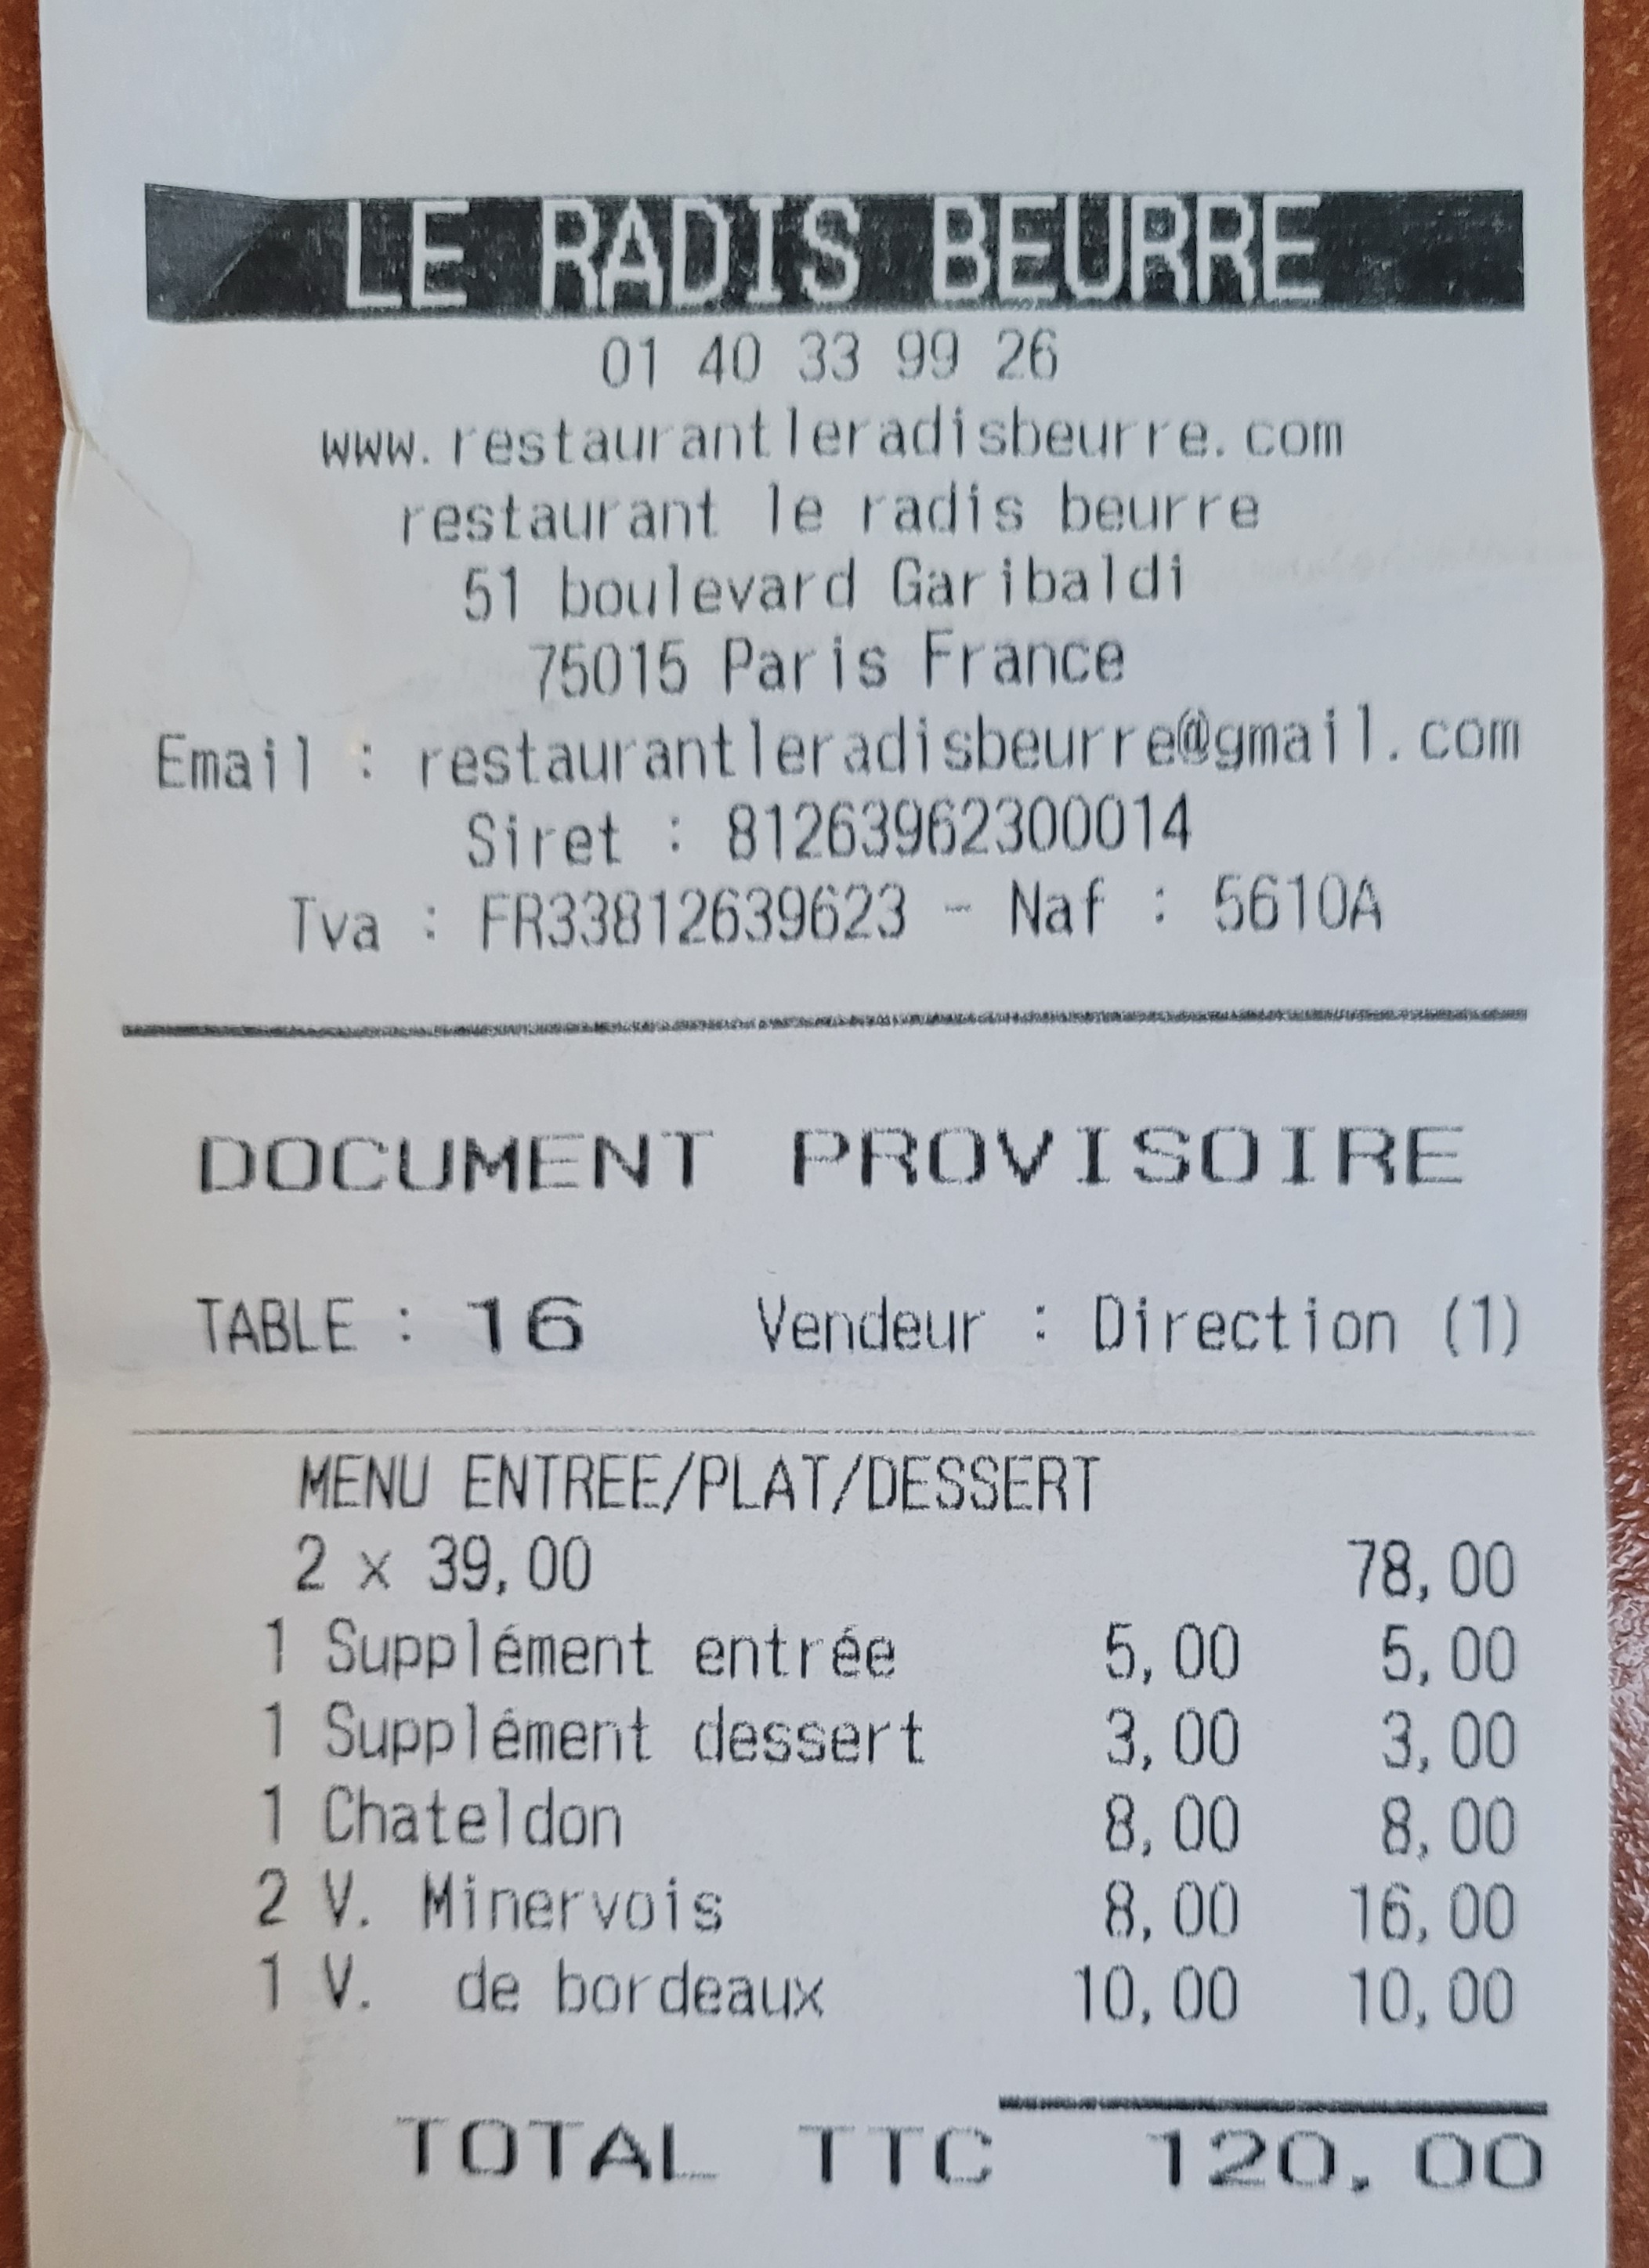 LE RADIS BEURRE
01 40 33 99 26
www.restaurantleradisbeurre.com
restaurant le radis beurre
51 boulevard Garibaldi
75015 Paris France
Email : restaurantleradisbeurre@gmail.com
Siret : 81263962300014
Tva : FR33812639623 - Naf : 5610A
DOCUMENT PROVISOIRE
TABLE : 16 Vendeur : Direction (1)
MENU ENTREE/PLAT/DESSERT
2 x 39,00 78,00
1 Supplément entrée 5,00 5,00
1 Supplément dessert 3,00 3,00
1 Chateldon 8,00 8,00
2 V. Minervois 8,00 16,00
1 V. de bordeaux 10,00 10,00
TOTAL TTC 120,00